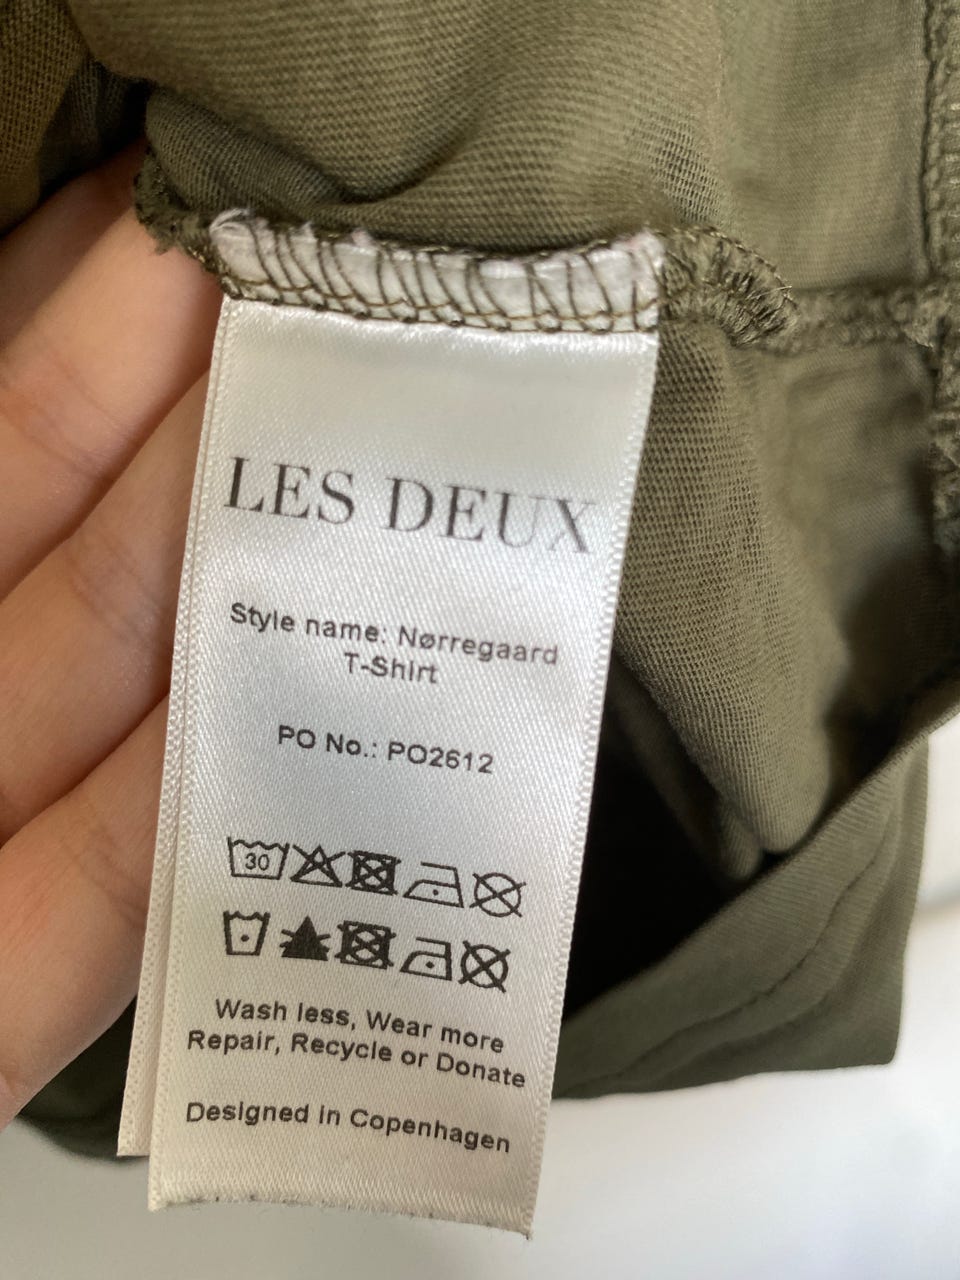 LES DEUX
Style name: Nørregaard
T-Shirt
PO No.: PO2612
30
Wash less, Wear more
Repair, Recycle or Donate
Designed in Copenhagen